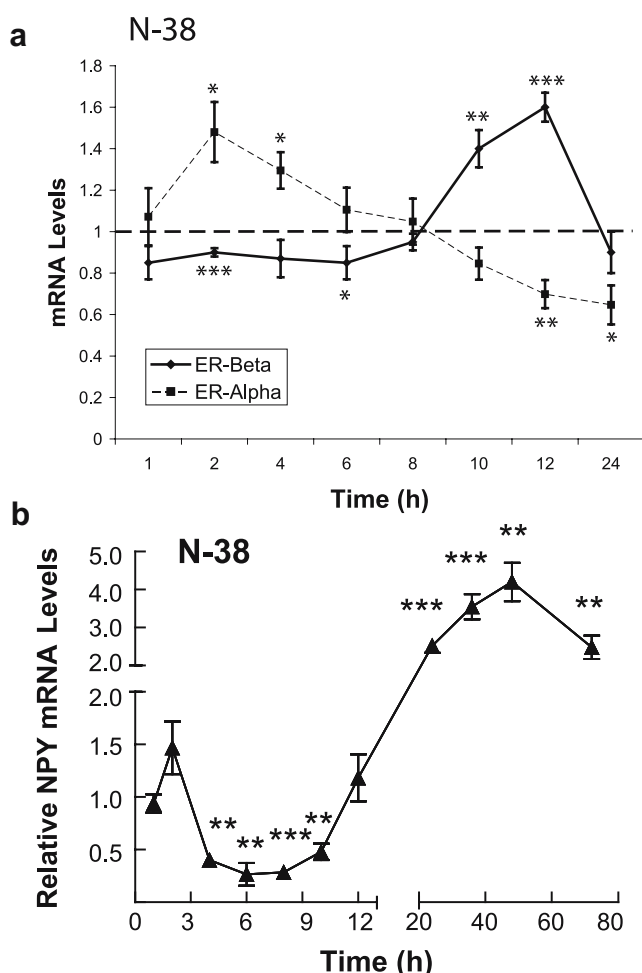 a
N-38
mRNA Levels
1.8
1.6
1.4
1.2
1
0.8
0.6
0.4
0.2
0
*
*
**
***
***
*
**
*
ER-Beta
ER-Alpha
1 2 4 6 8 10 12 24
Time (h)
b
N-38
Relative NPY mRNA Levels
5.0
4.0
3.0
2.0
2.0
1.5
1.0
0.5
**
**
***
**
***
***
**
**
0 3 6 9 12 20 40 60 80
Time (h)